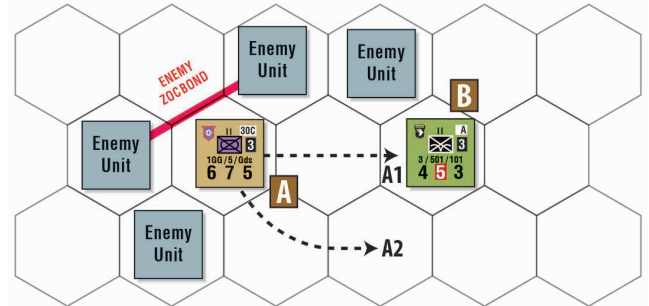 Enemy
Unit
Enemy
Unit
ENEMY
ZOCBOND
B
Enemy
Unit
II
30C
3
1GG/5/Gds
6 7 5
A
II
A
3
3/501/101
4 5 3
A1
Enemy
Unit
A2